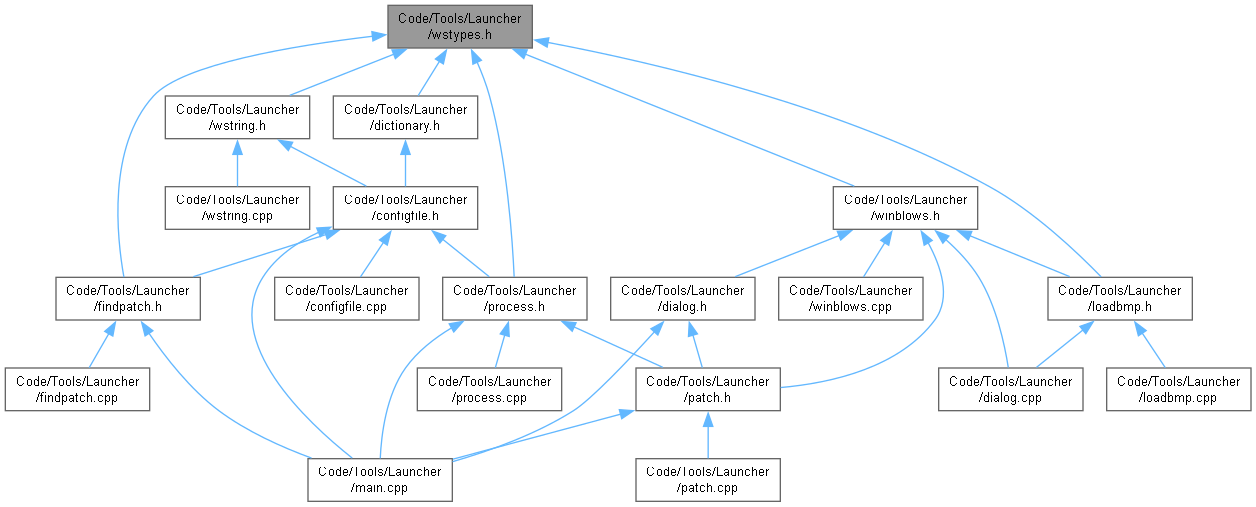 Code/Tools/Launcher
/wstypes.h
Code/Tools/Launcher
/wstring.h
Code/Tools/Launcher
/dictionary.h
Code/Tools/Launcher
/wstring.cpp
Code/Tools/Launcher
/configfile.h
Code/Tools/Launcher
/winblows.h
Code/Tools/Launcher
/findpatch.h
Code/Tools/Launcher
/configfile.cpp
Code/Tools/Launcher
/process.h
Code/Tools/Launcher
/dialog.h
Code/Tools/Launcher
/winblows.cpp
Code/Tools/Launcher
/loadbmp.h
Code/Tools/Launcher
/findpatch.cpp
Code/Tools/Launcher
/process.cpp
Code/Tools/Launcher
/patch.h
Code/Tools/Launcher
/dialog.cpp
Code/Tools/Launcher
/loadbmp.cpp
Code/Tools/Launcher
/main.cpp
Code/Tools/Launcher
/patch.cpp